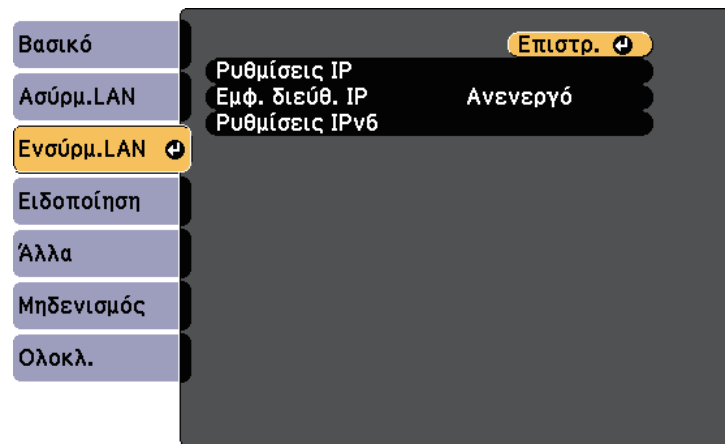 Βασικό
Ασύρμ.LAN
Ενσύρμ.LAN
Ειδοποίηση
Άλλα
Μηδενισμός
Ολοκλ.
Επιστρ.
Ρυθμίσεις IP
Εμφ. διεύθ. IP Ανενεργό
Ρυθμίσεις IPv6